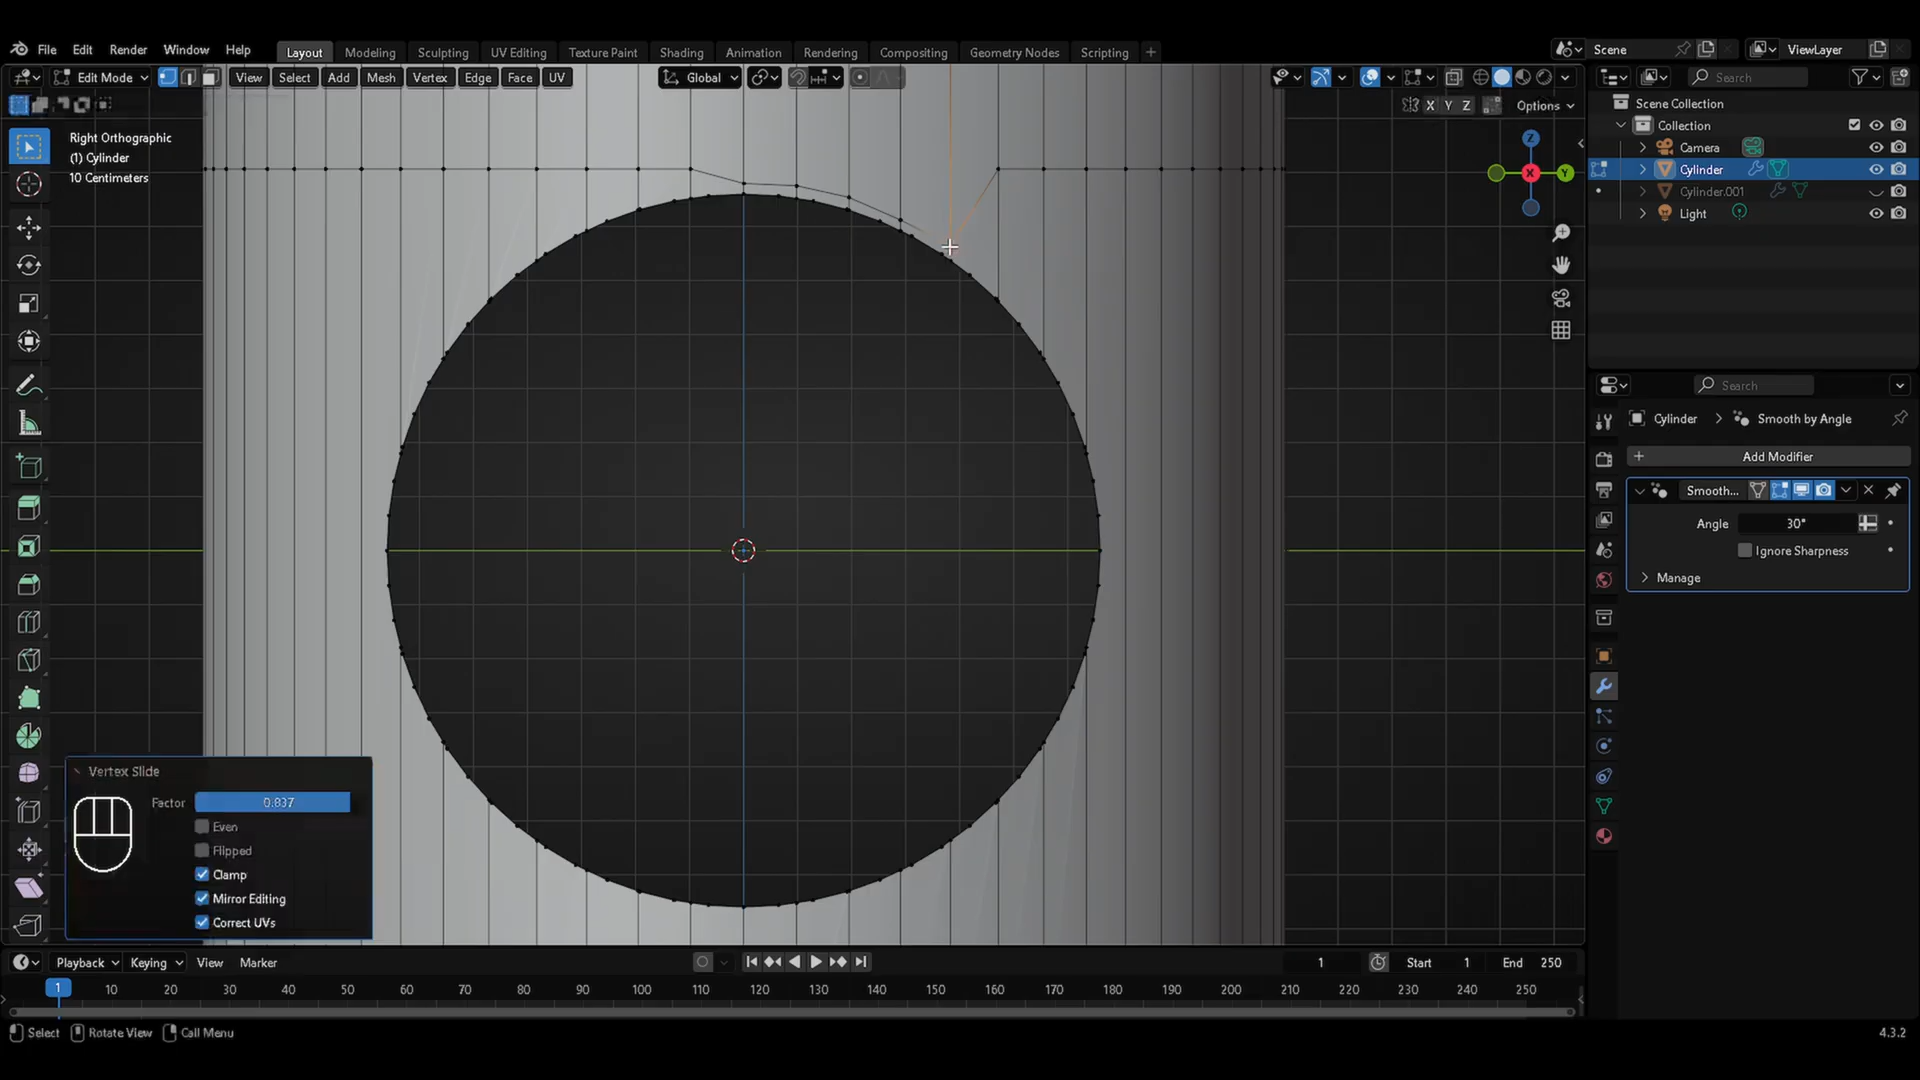 File Edit Render Window Help Layout Modeling Sculpting UV Editing Texture Paint Shading Animation Rendering Compositing Geometry Nodes Scripting + Scene ViewLayer
Edit Mode View Select Add Mesh Vertex Edge Face UV Global Search
X Y Z Options
Right Orthographic
(1) Cylinder
10 Centimeters
Z
X
Y
Scene Collection
Collection
Camera
Cylinder
Cylinder.001
Light
Search
Cylinder > Smooth by Angle
+ Add Modifier
Smooth...
Angle 30°
Ignore Sharpness
Manage
Vertex Slide
Factor 0.837
Even
Flipped
Clamp
Mirror Editing
Correct UVs
Playback Keying View Marker 1 Start 1 End 250
1 10 20 30 40 50 60 70 80 90 100 110 120 130 140 150 160 170 180 190 200 210 220 230 240 250
Select Rotate View Call Menu 4.3.2